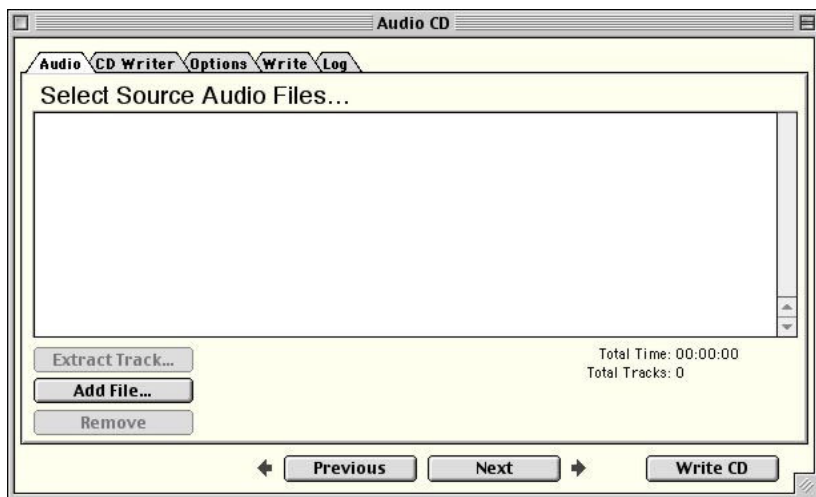 Audio CD
Audio CD Writer Options Write Log
Select Source Audio Files...
Extract Track...
Total Time: 00:00:00
Total Tracks: 0
Add File...
Remove
Previous Next Write CD